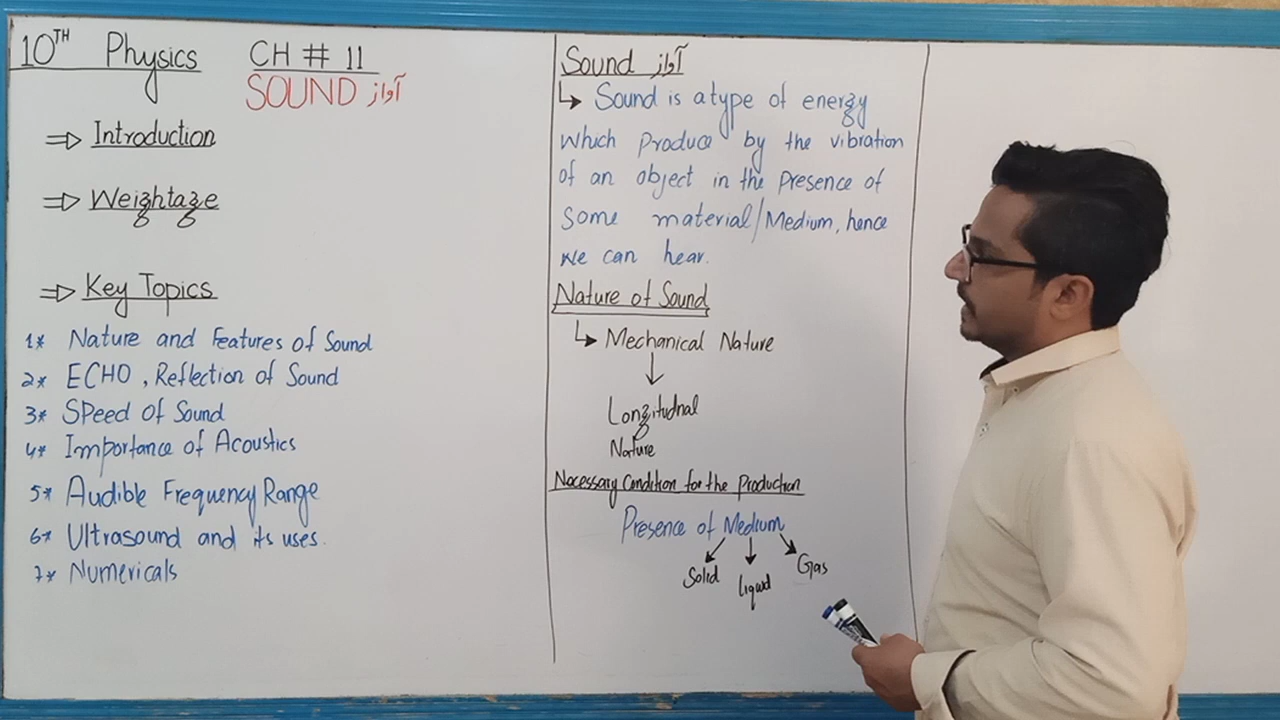 10TH Physics CH # 11
SOUND آواز
⇒ Introduction
⇒ Weightage
⇒ Key Topics
1* Nature and Features of Sound
2* ECHO, Reflection of Sound
3* Speed of Sound
4* Importance of Acoustics
5* Audible Frequency Range
6* Ultrasound and its uses.
7* Numericals
Sound آواز
↳ Sound is a type of energy
which produce by the vibration
of an object in the presence of
some material/Medium, hence
we can hear.
Nature of Sound
↳ Mechanical Nature
↓
Longitudnal
Nature
Necessary Condition for the Production
Presence of Medium
Solid Liquid Gas